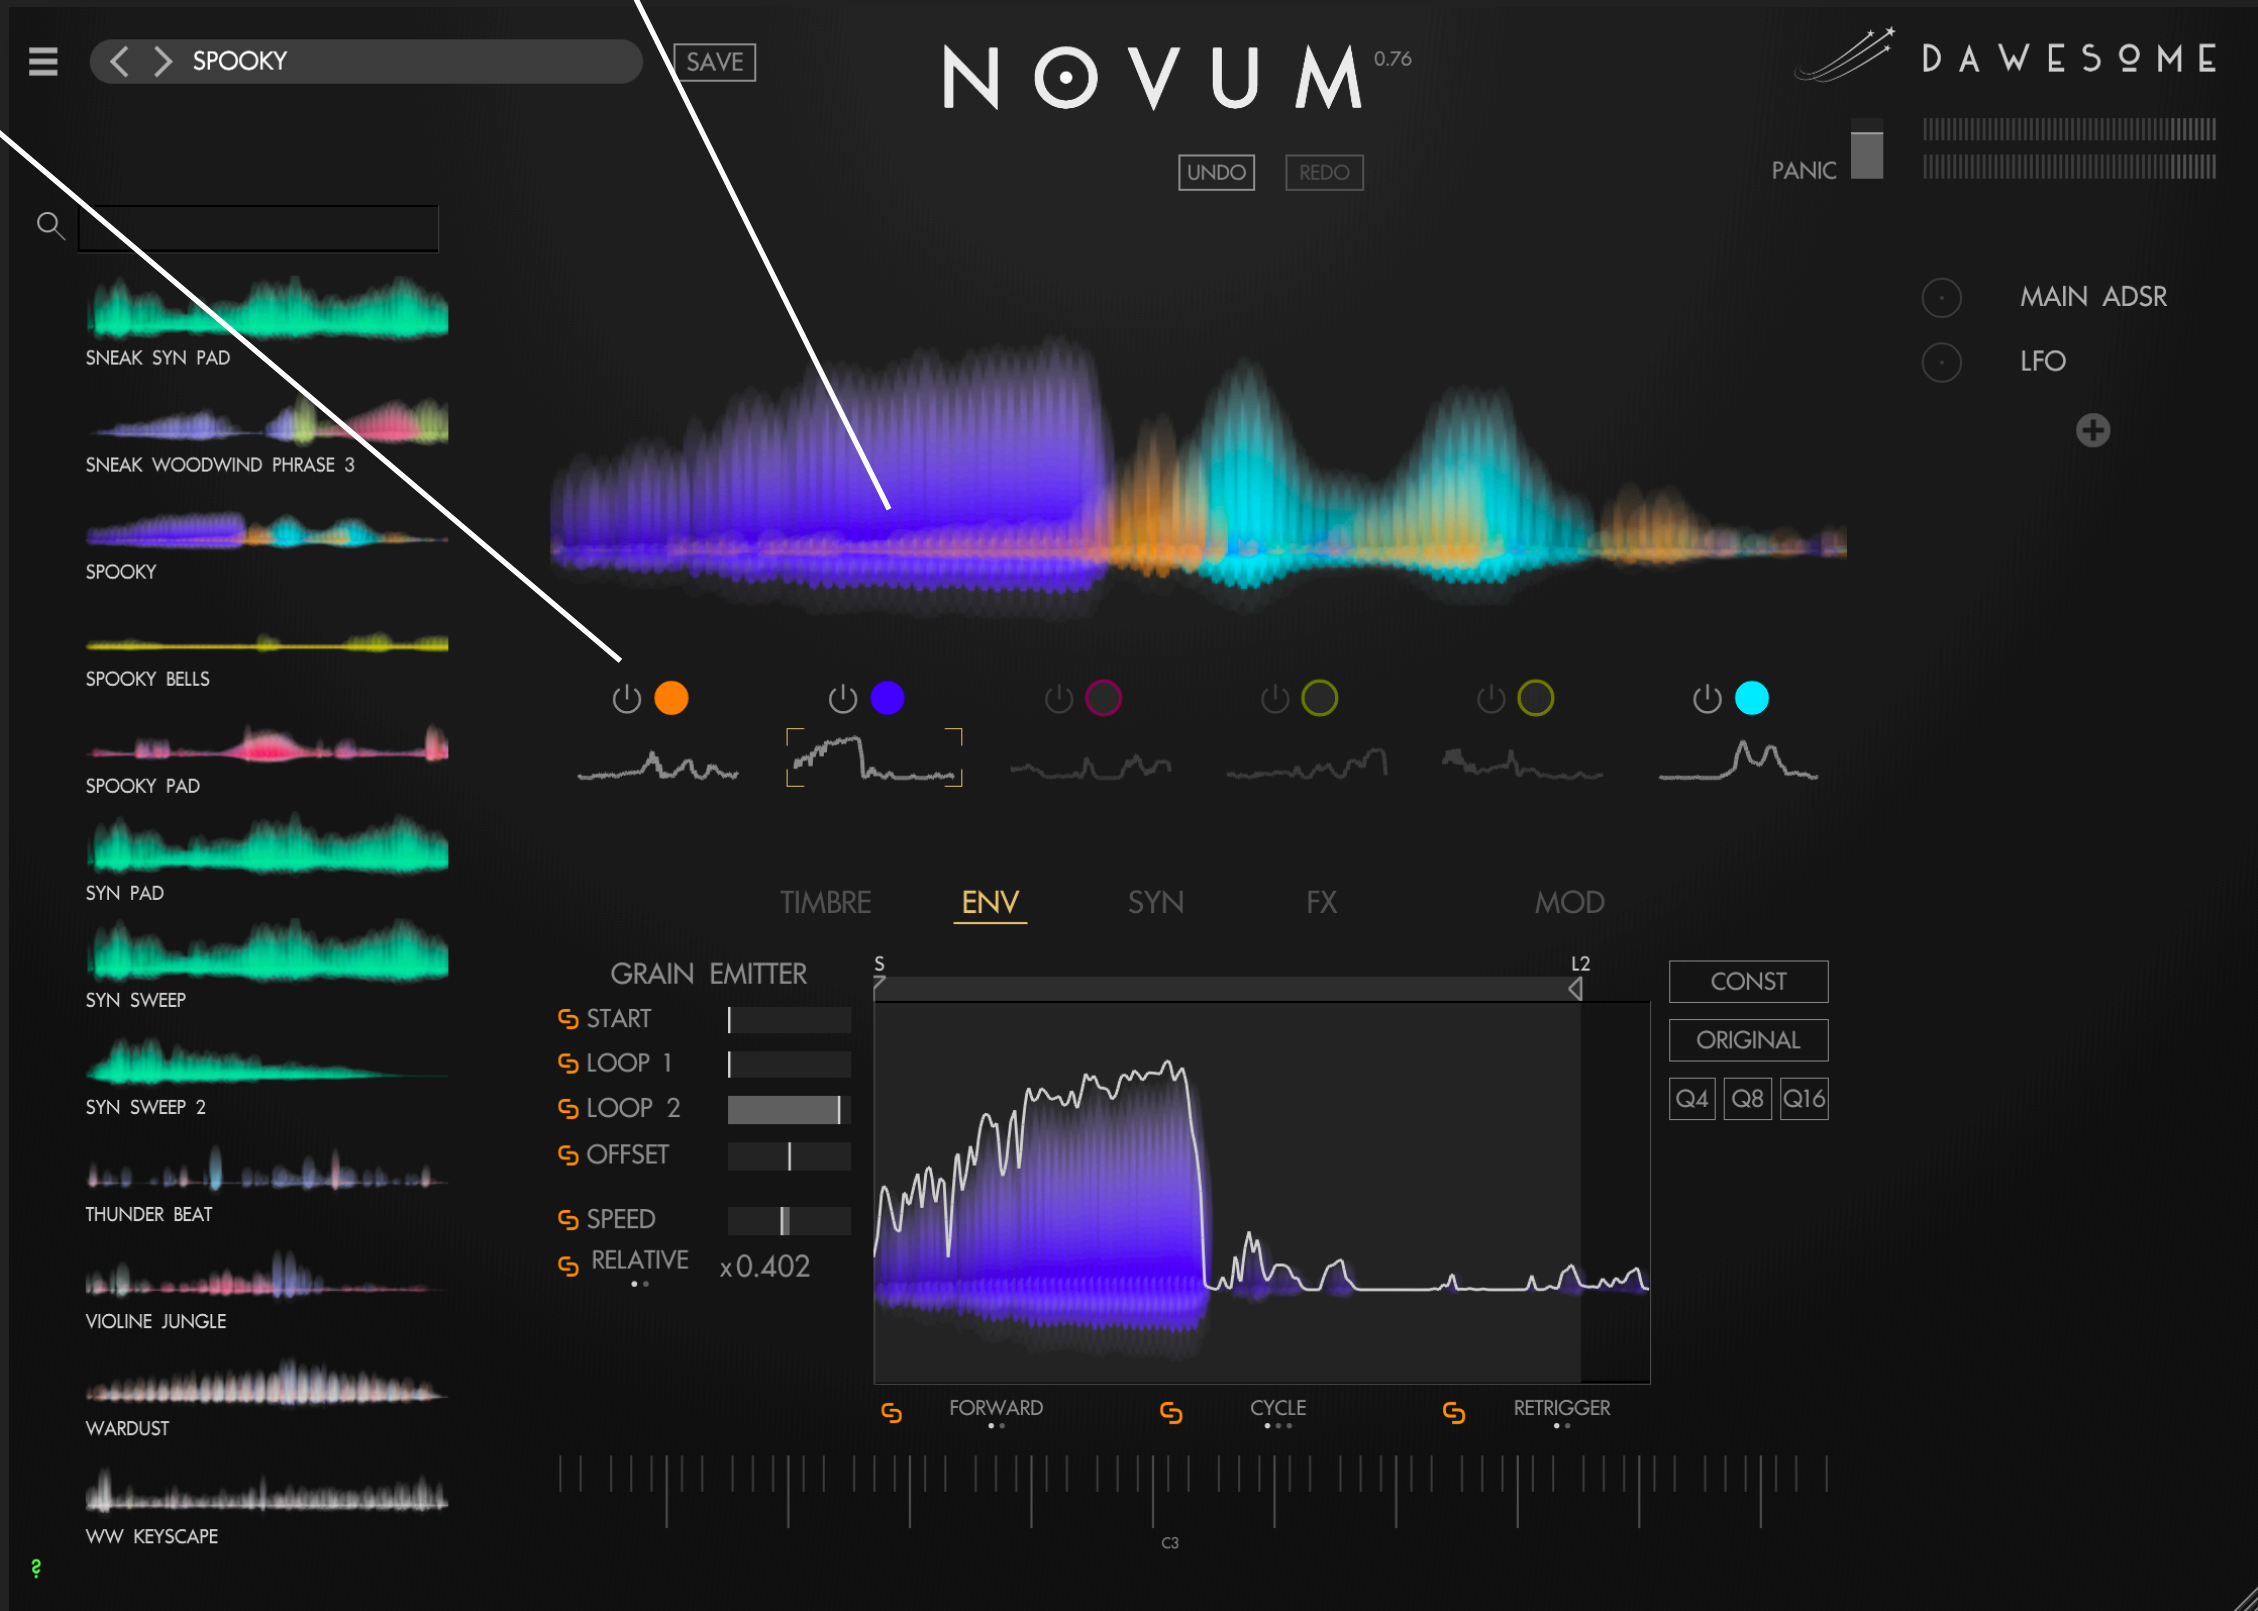 SPOOKY
SAVE
NOVUM
0.76
DAWESOME
UNDO
REDO
PANIC
SNEAK SYN PAD
SNEAK WOODWIND PHRASE 3
SPOOKY
SPOOKY BELLS
SPOOKY PAD
SYN PAD
SYN SWEEP
SYN SWEEP 2
THUNDER BEAT
VIOLINE JUNGLE
WARDUST
WW KEYSCAPE
?
MAIN ADSR
LFO
TIMBRE
ENV
SYN
FX
MOD
GRAIN EMITTER
START
LOOP 1
LOOP 2
OFFSET
SPEED
RELATIVE
x0.402
S
L2
CONST
ORIGINAL
Q4
Q8
Q16
FORWARD
CYCLE
RETRIGGER
C3